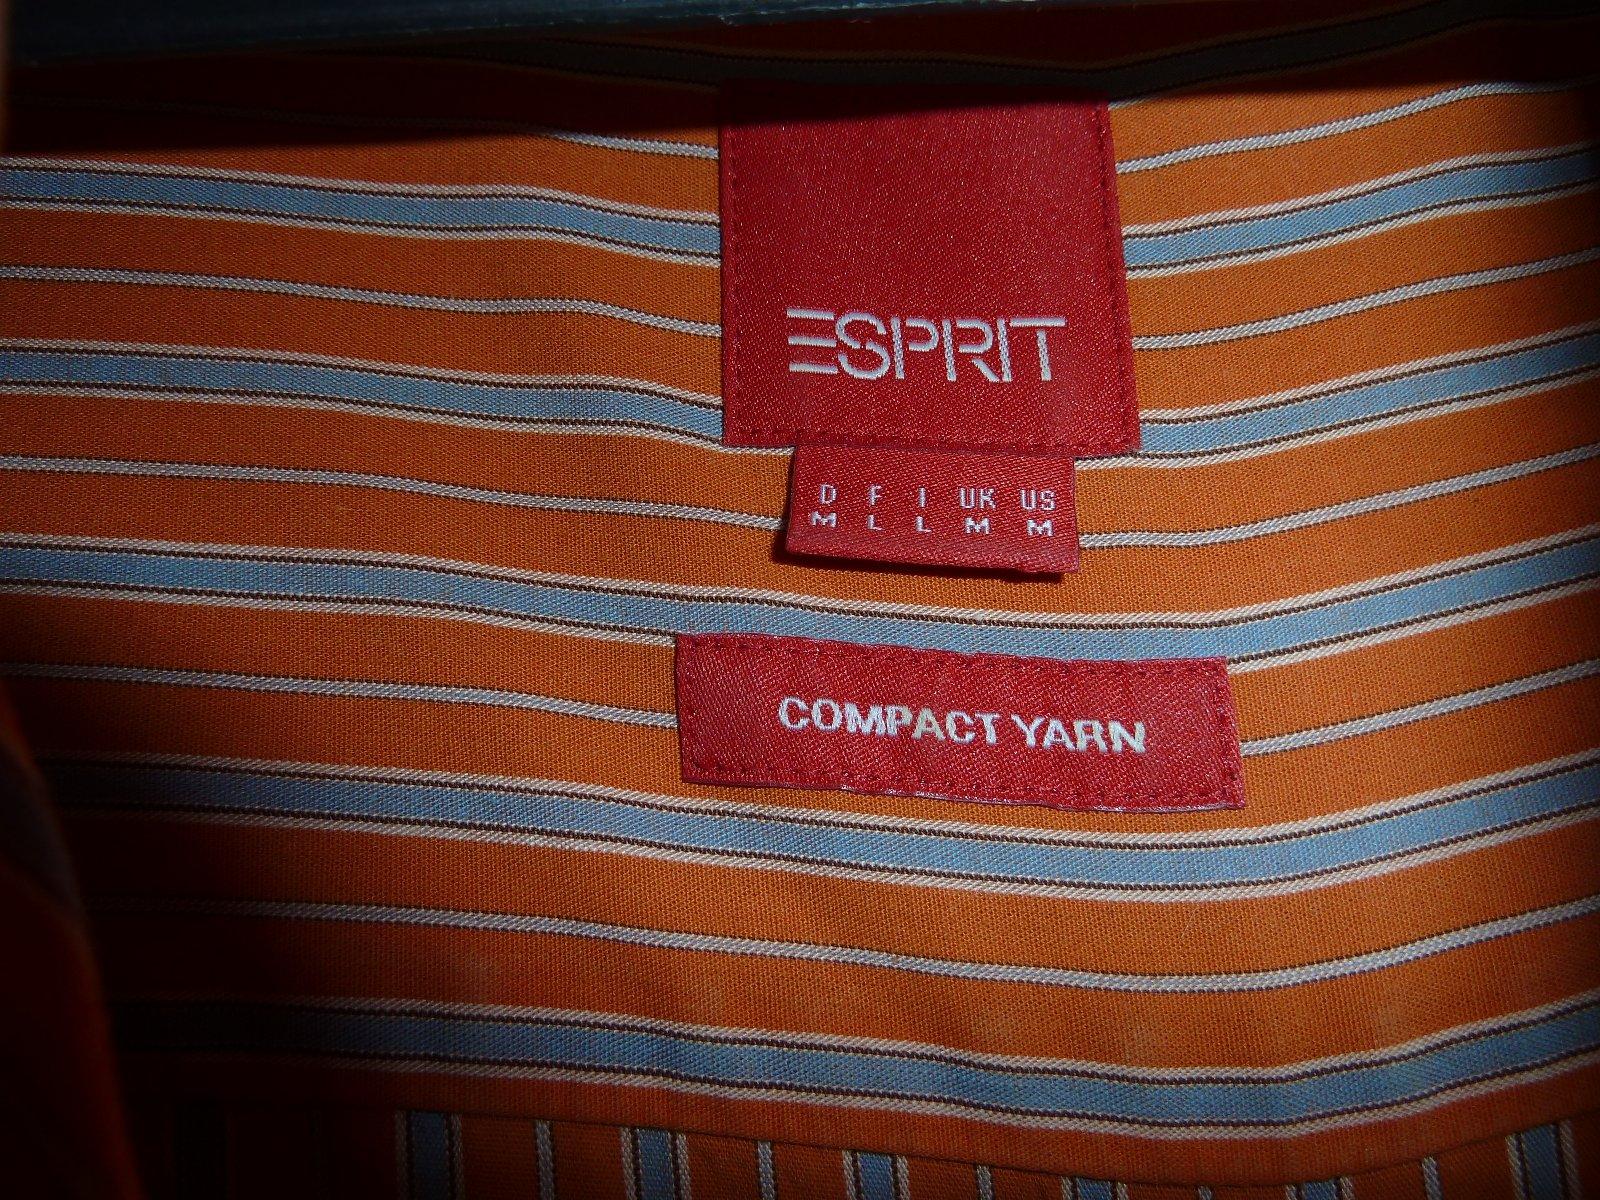 ESPRIT
D F I UK US
M L L M M
COMPACT YARN